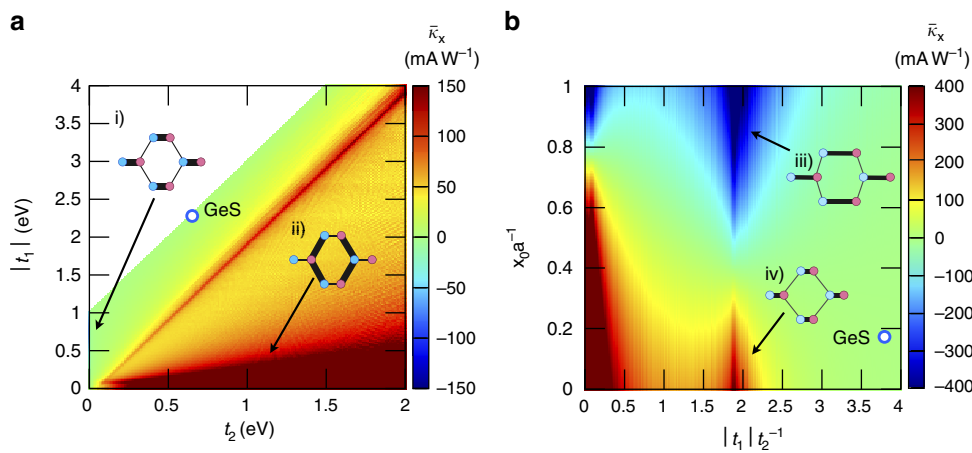 a
κ̄x
(mA W−1)
4
3.5
3
2.5
2
1.5
1
0.5
0
|t1| (eV)
i)
GeS
ii)
0
0.5
1
1.5
2
t2 (eV)
150
100
50
0
−50
−100
−150
b
κ̄x
(mA W−1)
1
0.8
0.6
0.4
0.2
0
x0a−1
iii)
iv)
GeS
0
0.5
1
1.5
2
2.5
3
3.5
4
|t1| t2−1
400
300
200
100
0
−100
−200
−300
−400